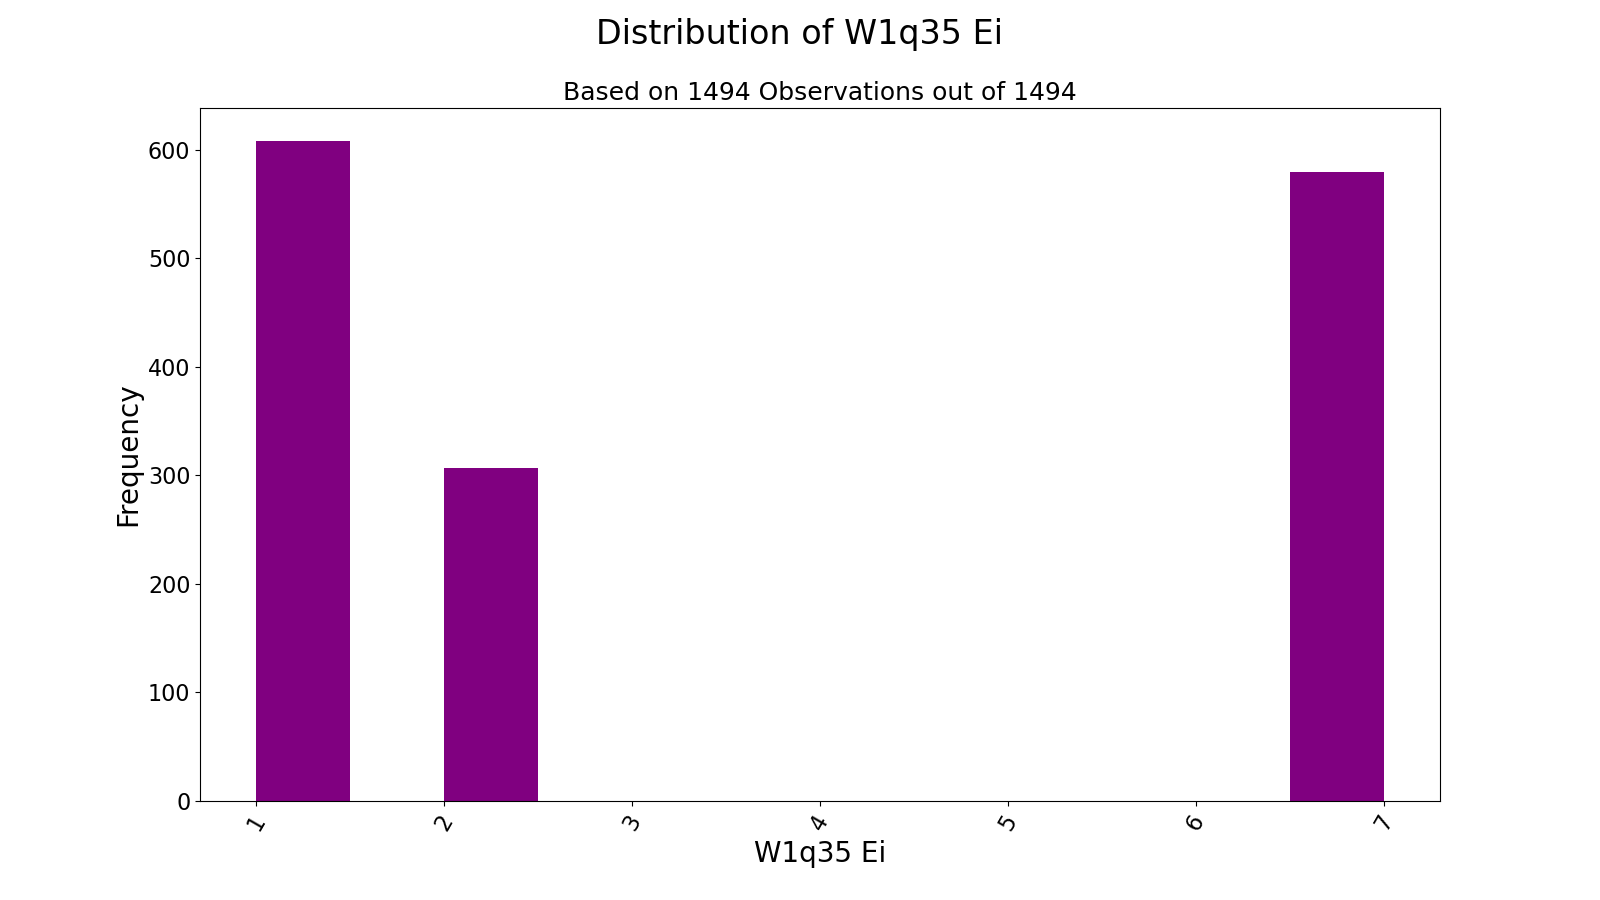 Distribution of W1q35 Ei
Based on 1494 Observations out of 1494
Frequency
600
500
400
300
200
100
0
1 2 3 4 5 6 7
W1q35 Ei